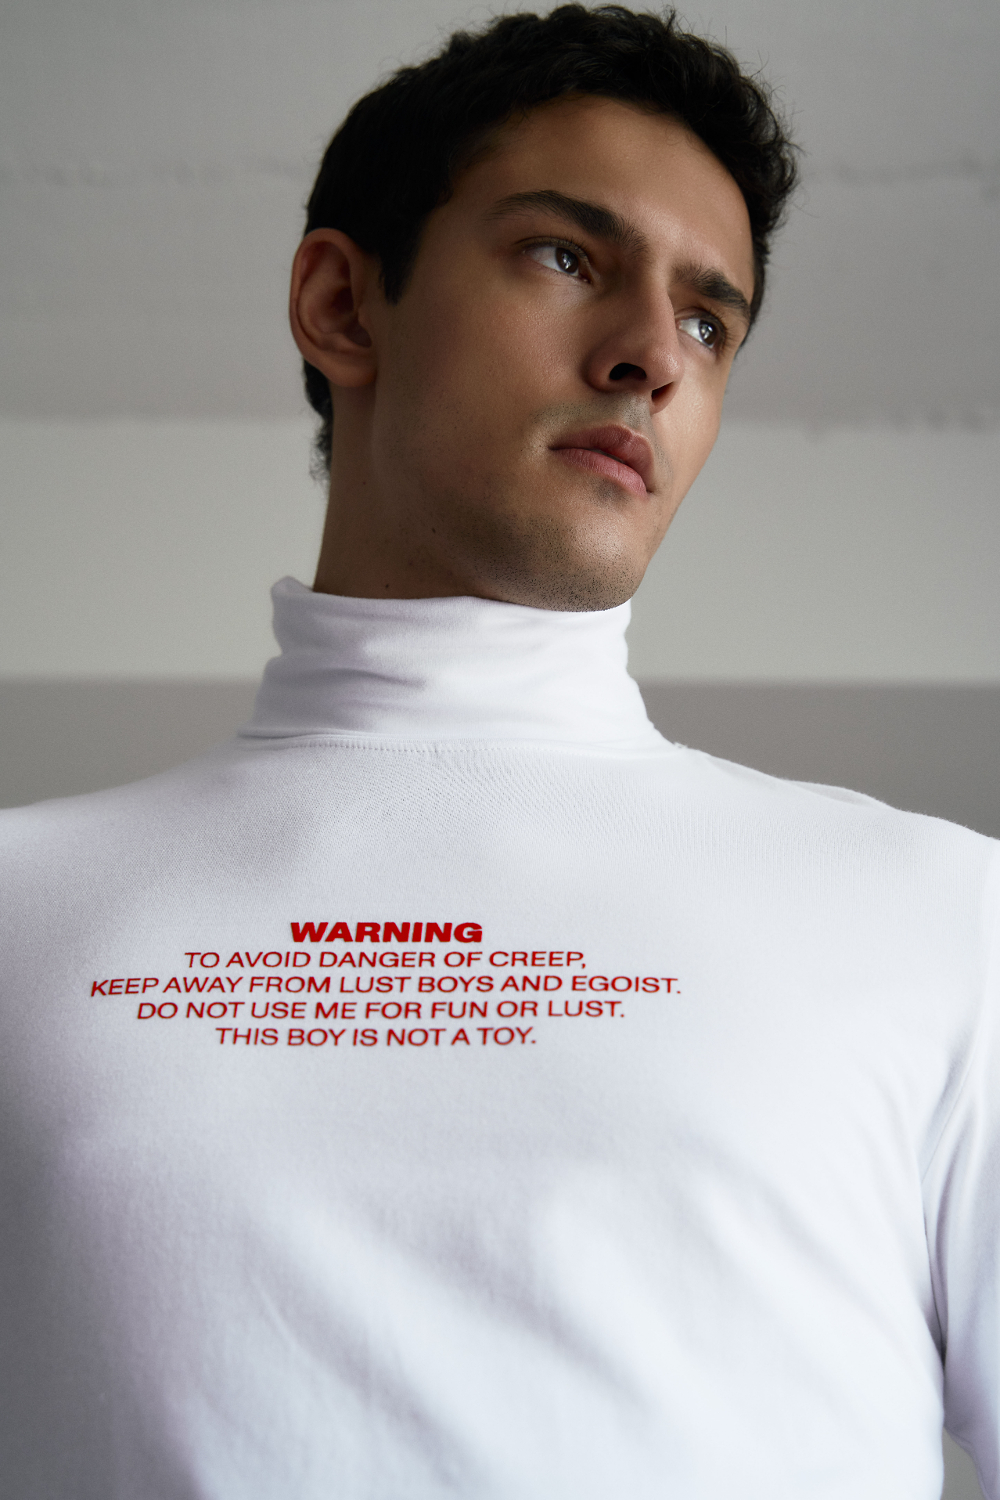 WARNING
TO AVOID DANGER OF CREEP,
KEEP AWAY FROM LUST BOYS AND EGOIST.
DO NOT USE ME FOR FUN OR LUST.
THIS BOY IS NOT A TOY.